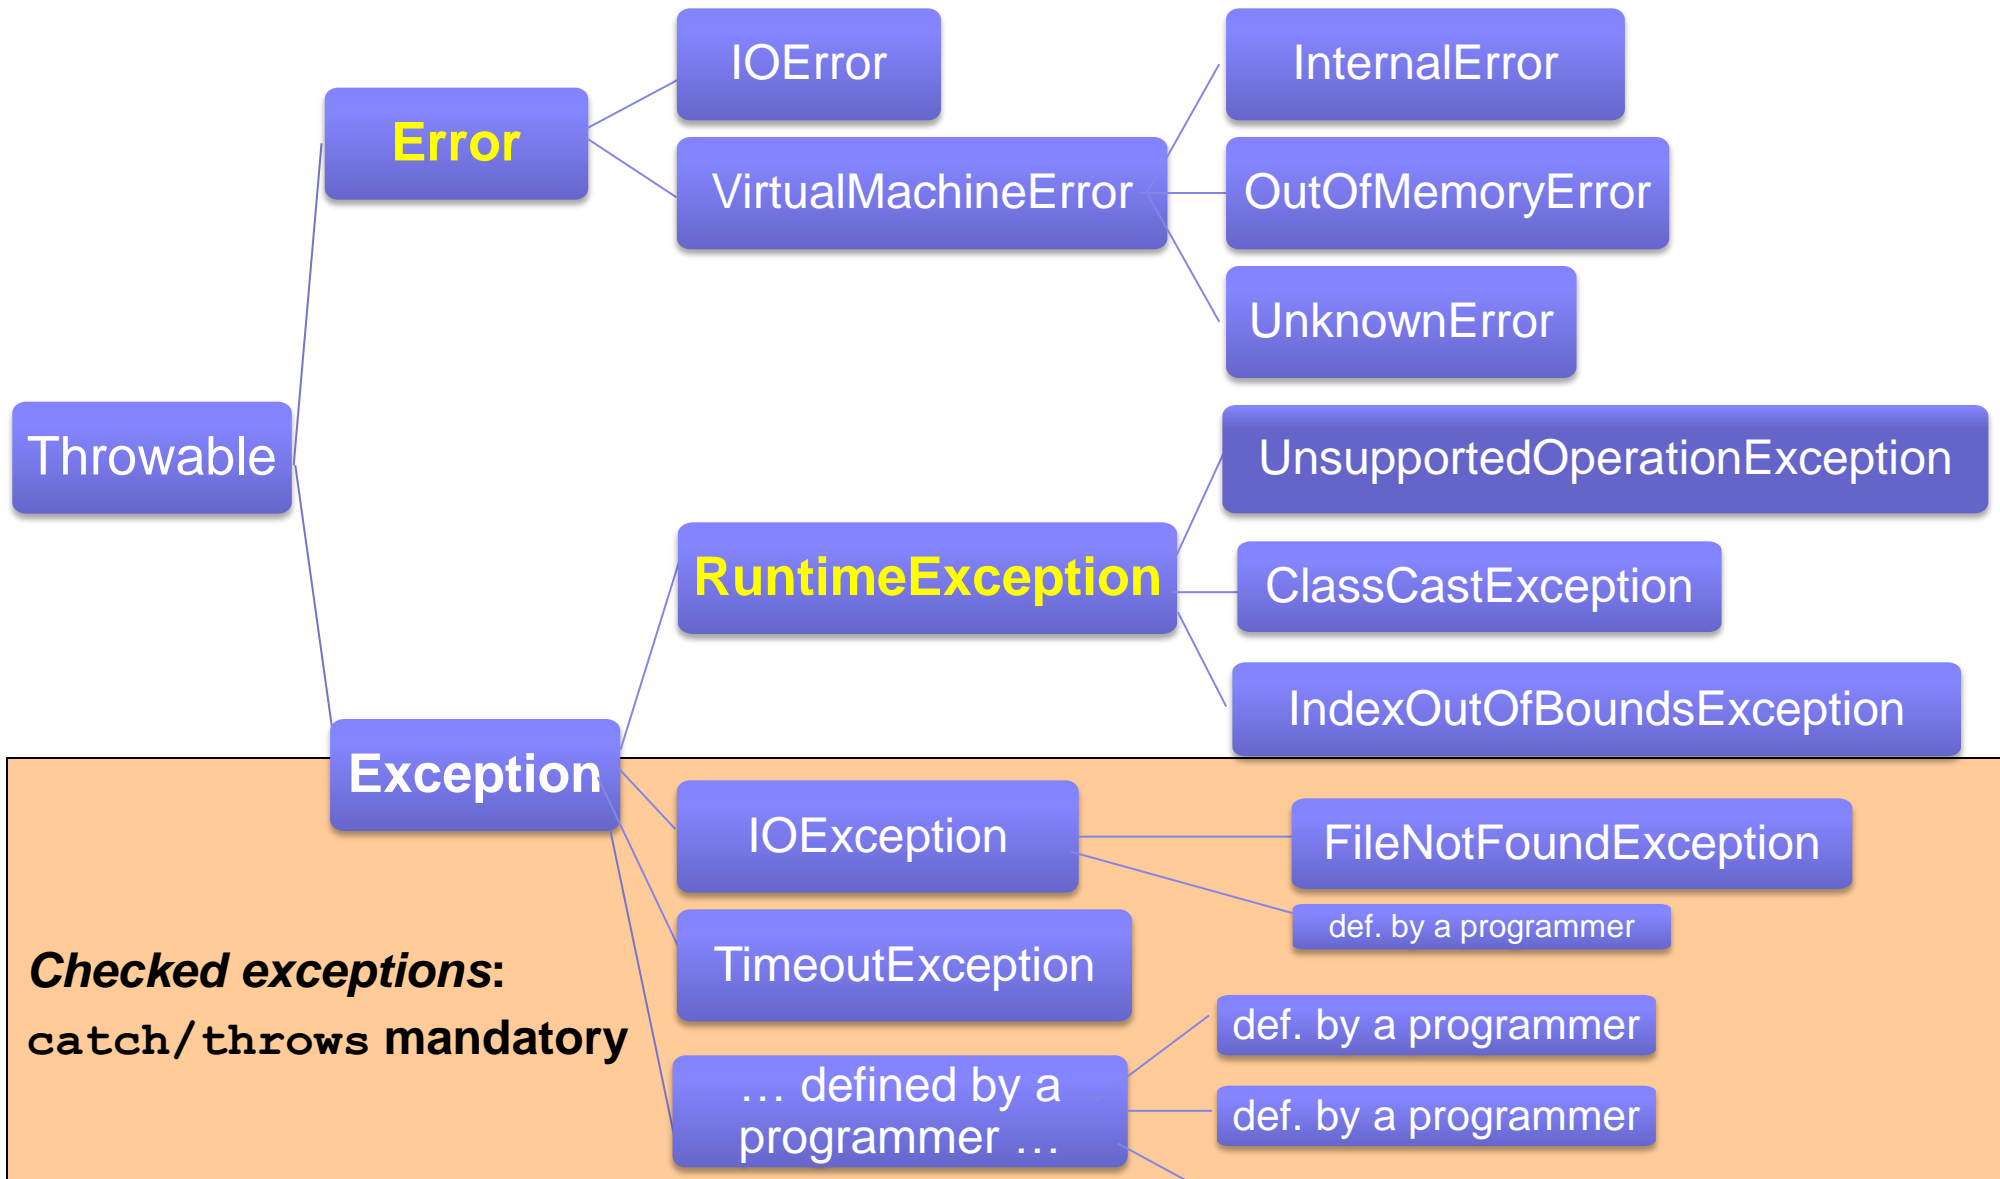 IOError
InternalError
Error
VirtualMachineError
OutOfMemoryError
UnknownError
Throwable
UnsupportedOperationException
RuntimeException
ClassCastException
IndexOutOfBoundsException
Exception
IOException
FileNotFoundException
def. by a programmer
TimeoutException
Checked exceptions:
catch/throws mandatory
def. by a programmer
… defined by a
programmer …
def. by a programmer